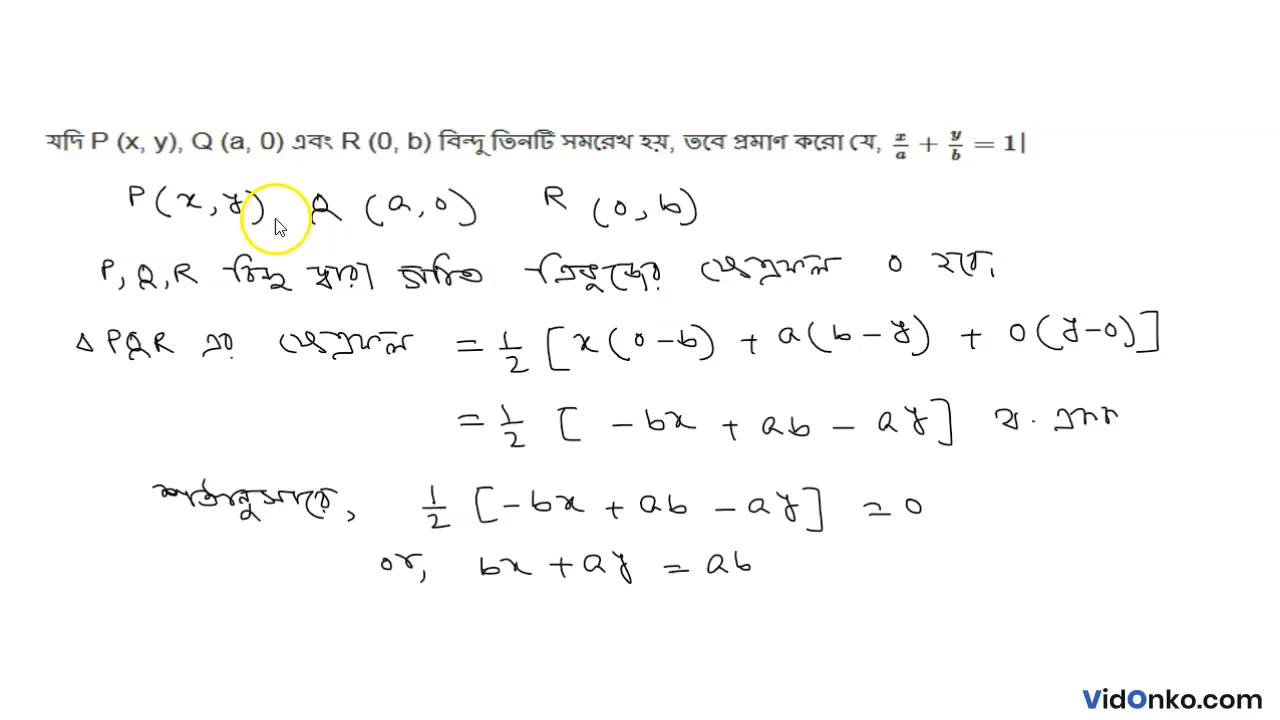 যদি P (x, y), Q (a, 0) এবং R (0, b) বিন্দু তিনটি সমরেখ হয়, তবে প্রমাণ করো যে, x/a + y/b = 1|
P (x, y) Q (a, 0) R (0, b)
P, Q, R বিন্দু দ্বারা গঠিত ত্রিভুজের ক্ষেত্রফল 0 হবে,
Δ PQR এর ক্ষেত্রফল = 1/2 [x (0 - b) + a (b - y) + 0 (y - 0)]
= 1/2 [ - bx + ab - ay] ব. একক
শর্তানুসারে, 1/2 [- bx + ab - ay] = 0
or, bx + ay = ab
VidOnko.com